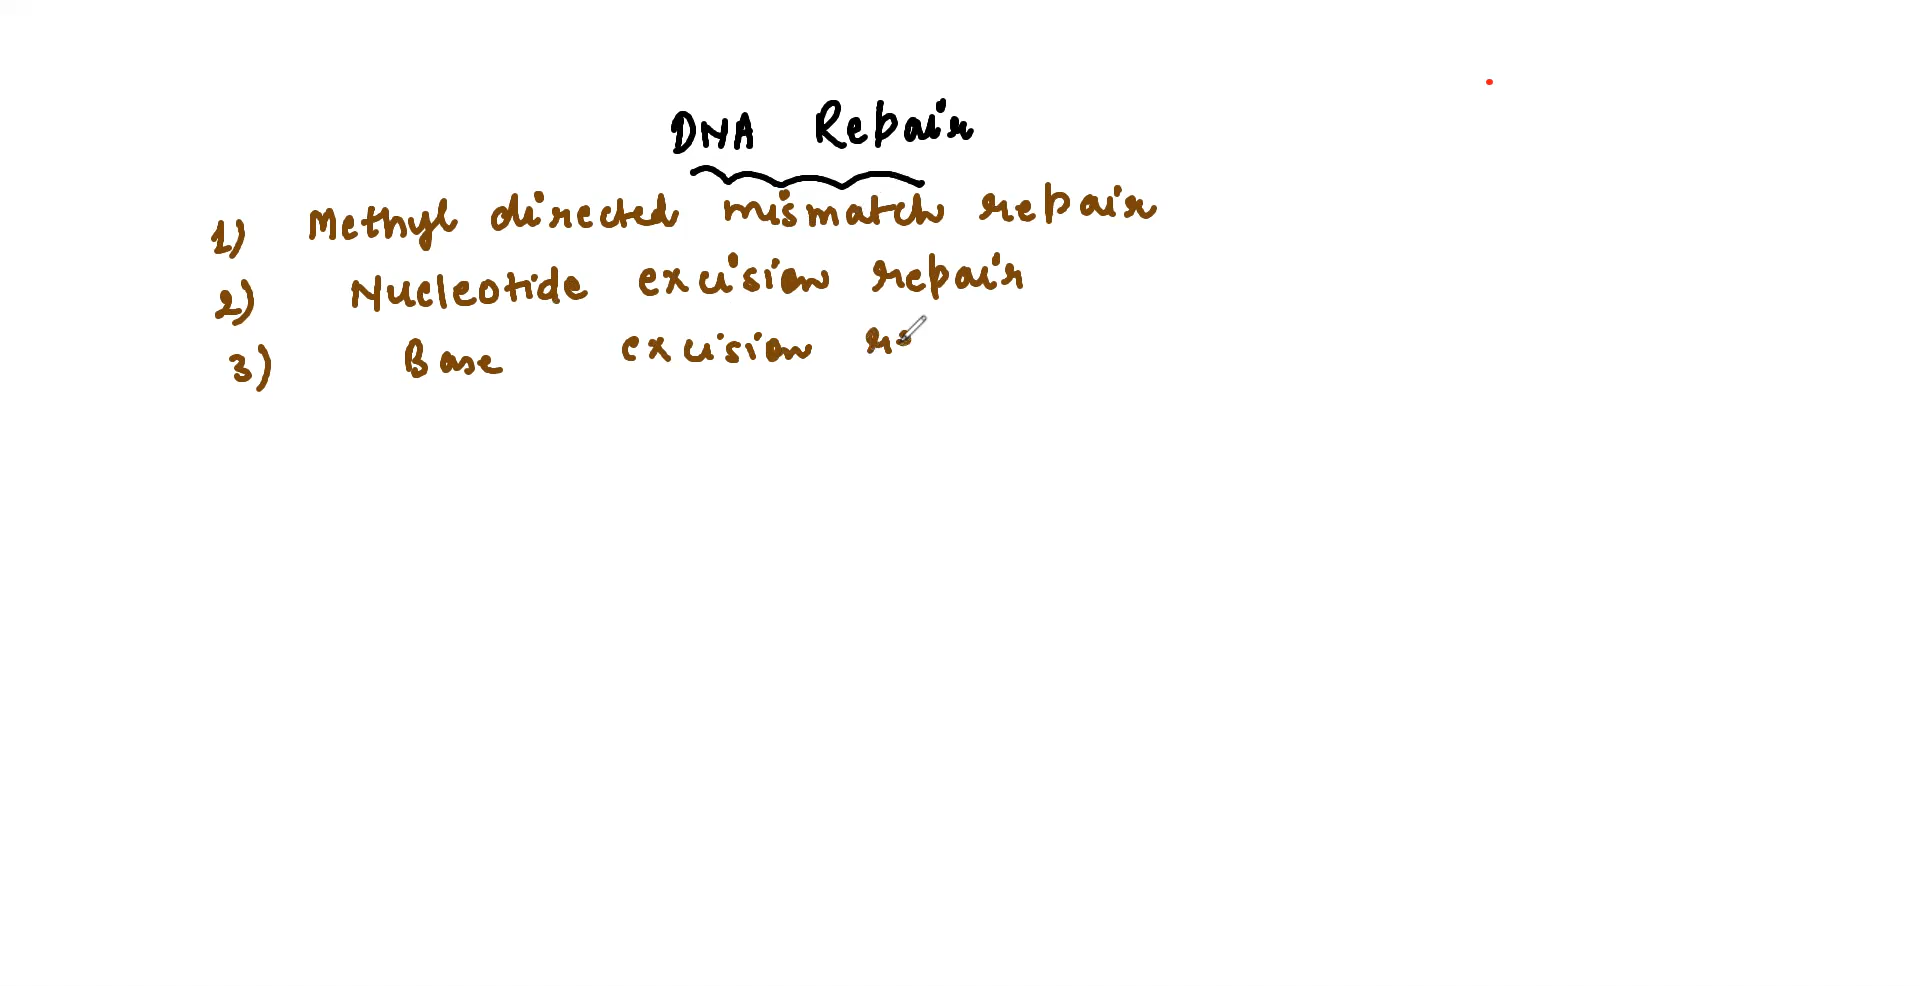 DNA Repair
1) Methyl directed mismatch repair
2) Nucleotide excision repair
3) Base excision